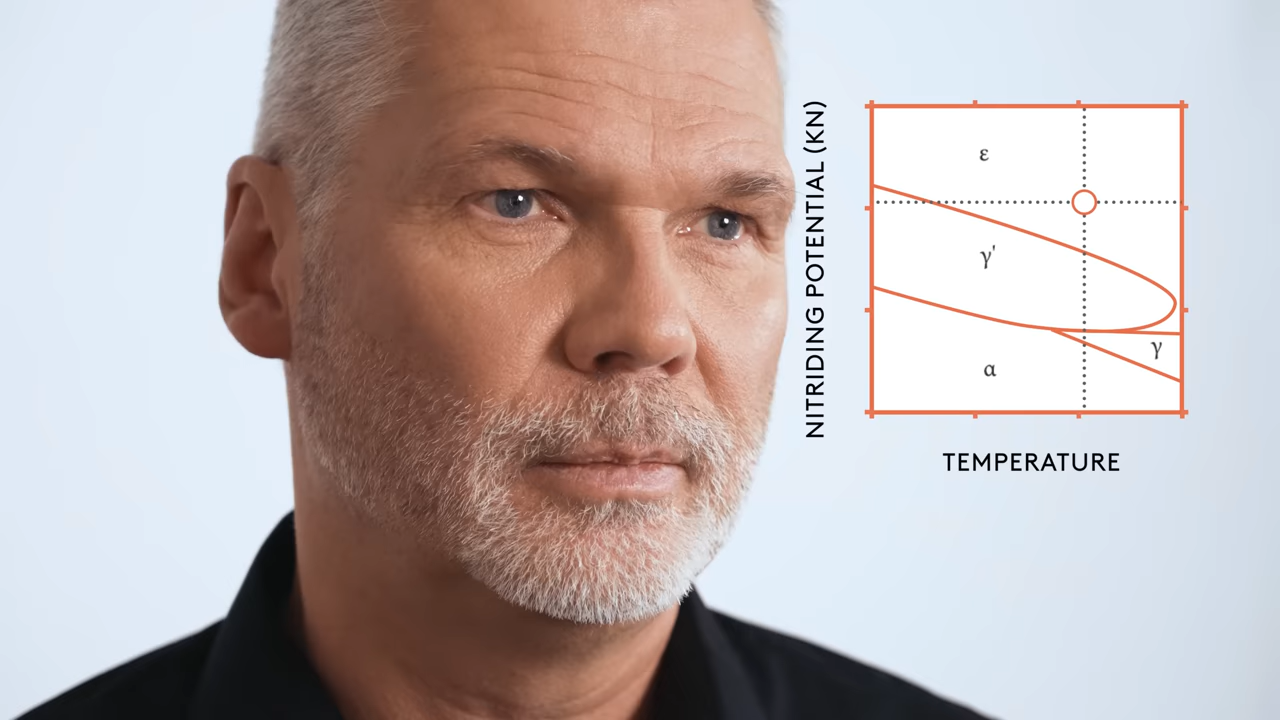 NITRIDING POTENTIAL (KN)
ε
γ'
γ
α
TEMPERATURE